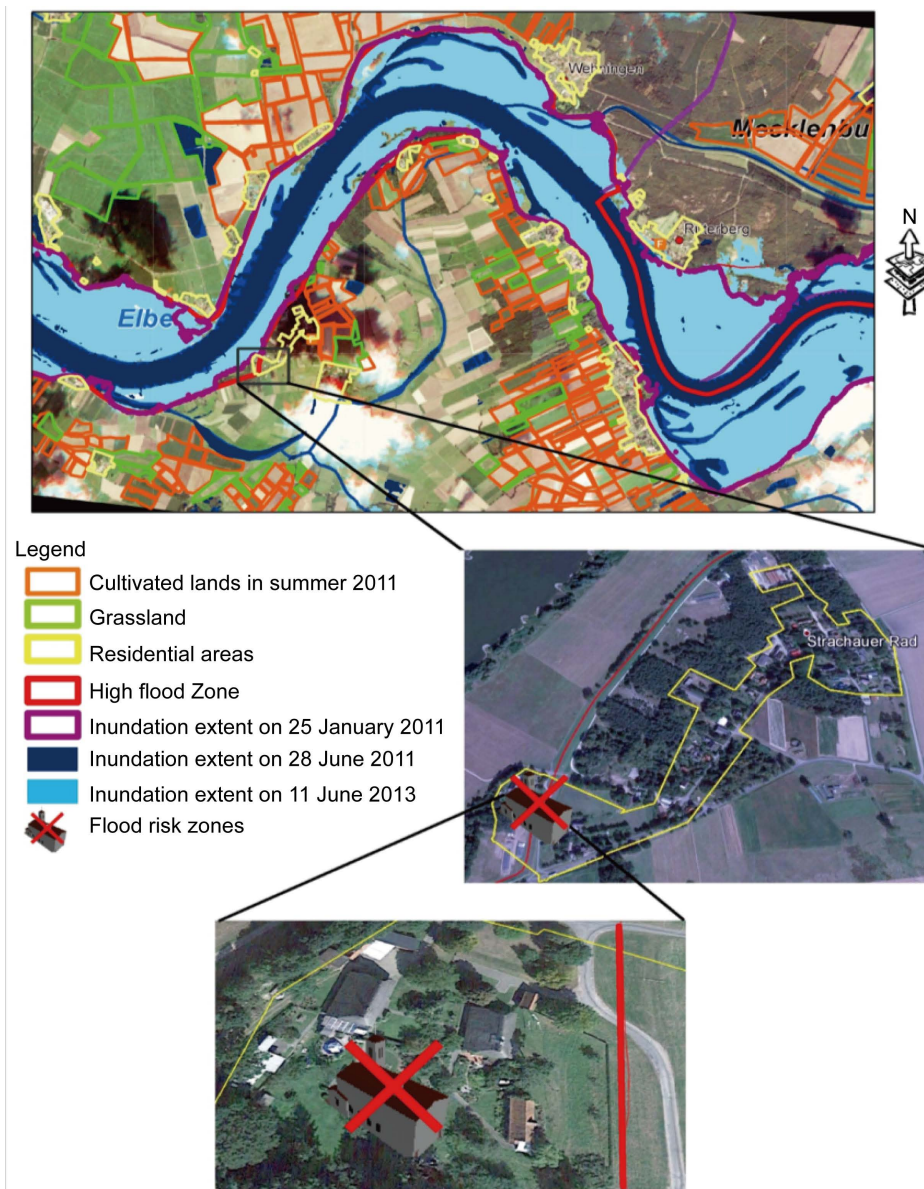 Wehningen
Mecklenbu
N
Rüterberg
Elbe
Legend
Cultivated lands in summer 2011
Grassland
Residential areas
High flood Zone
Inundation extent on 25 January 2011
Inundation extent on 28 June 2011
Inundation extent on 11 June 2013
Flood risk zones
Strachauer Rad